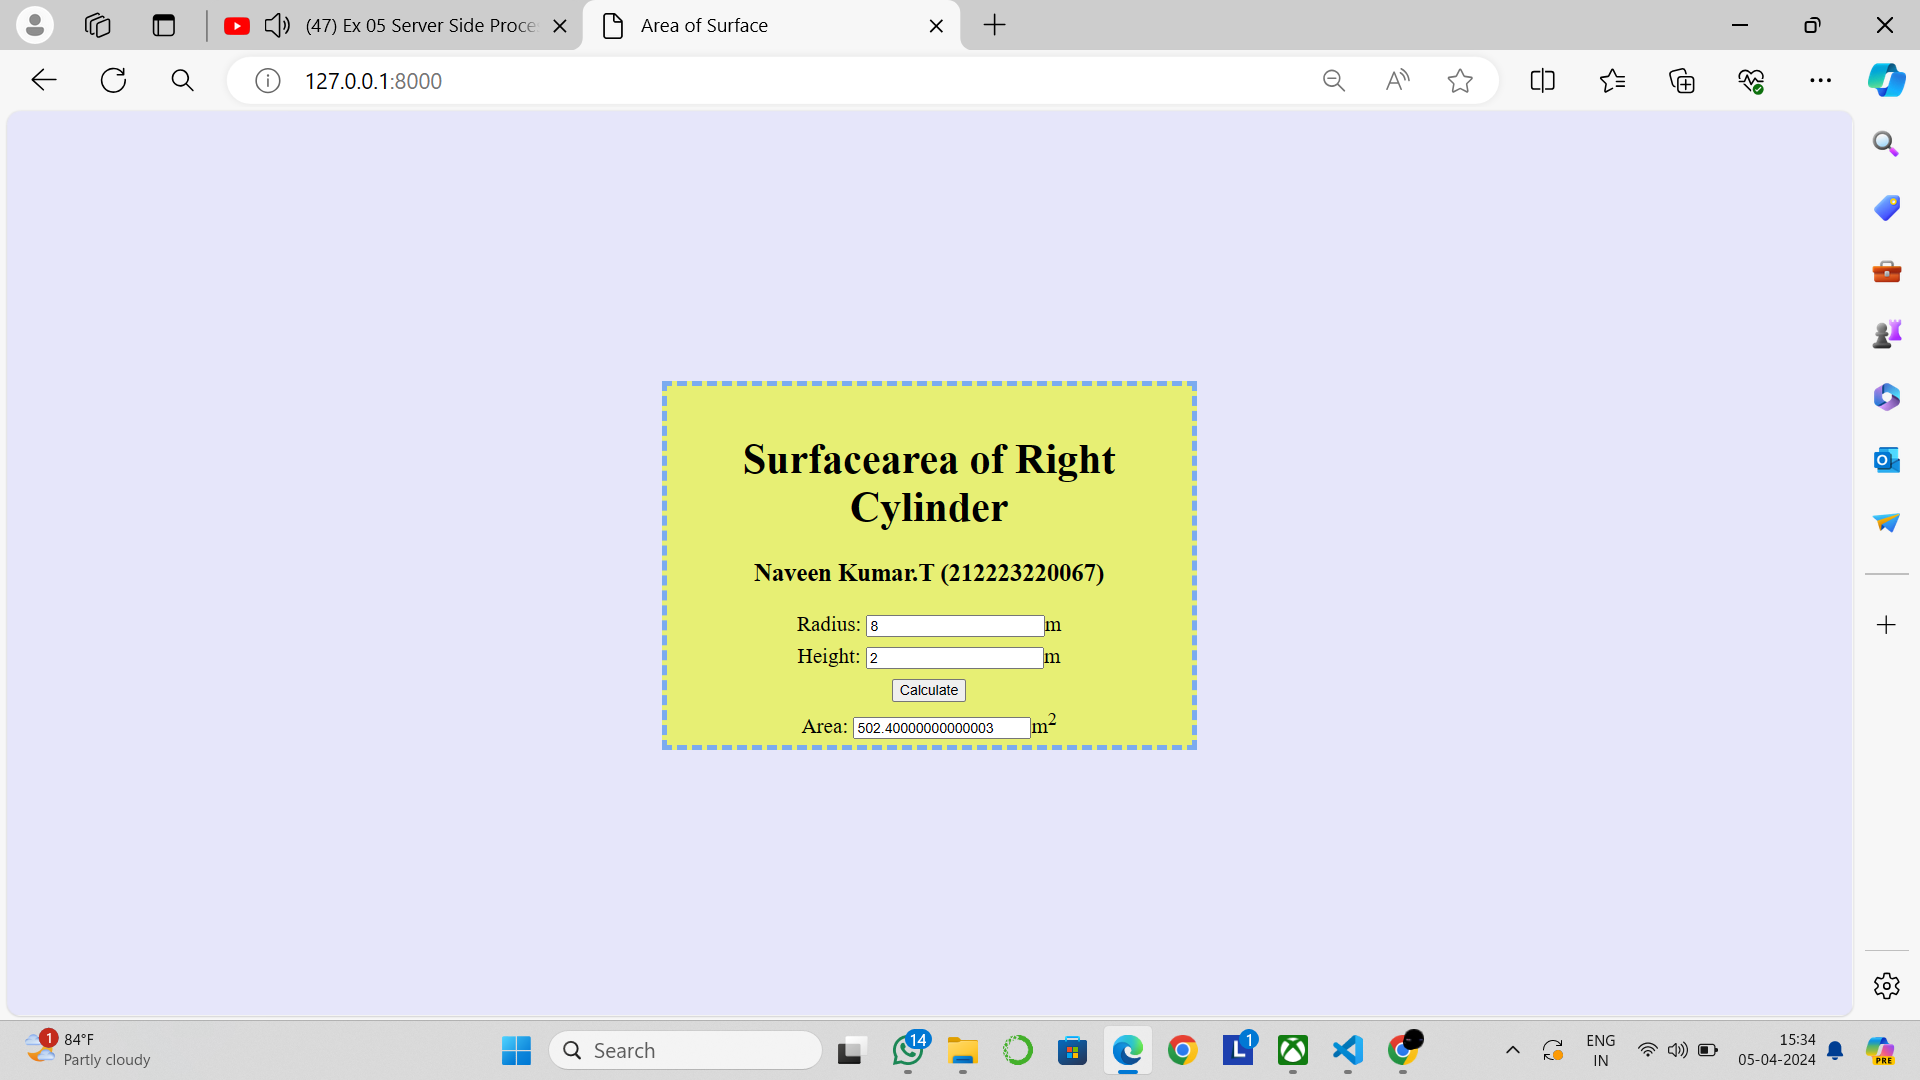 (47) Ex 05 Server Side Proce
Area of Surface
127.0.0.1:8000
Surfacearea of Right
Cylinder
Naveen Kumar.T (212223220067)
Radius: 8 m
Height: 2 m
Calculate
Area: 502.40000000000003 m2
1
84°F
Partly cloudy
Search
14
L
1
ENG
IN
15:34
05-04-2024
PRE